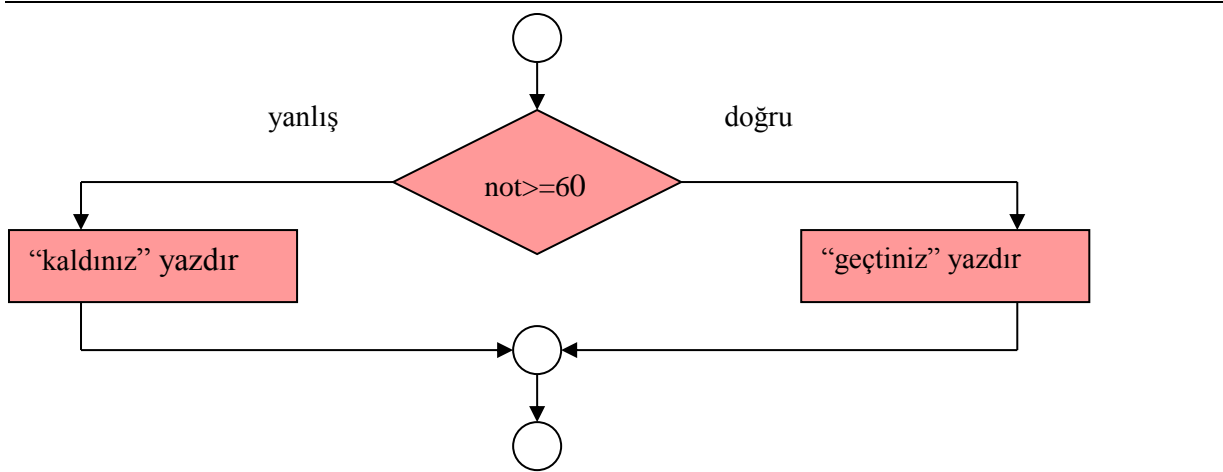 yanlış
doğru
not>=60
“kaldınız” yazdır
“geçtiniz” yazdır